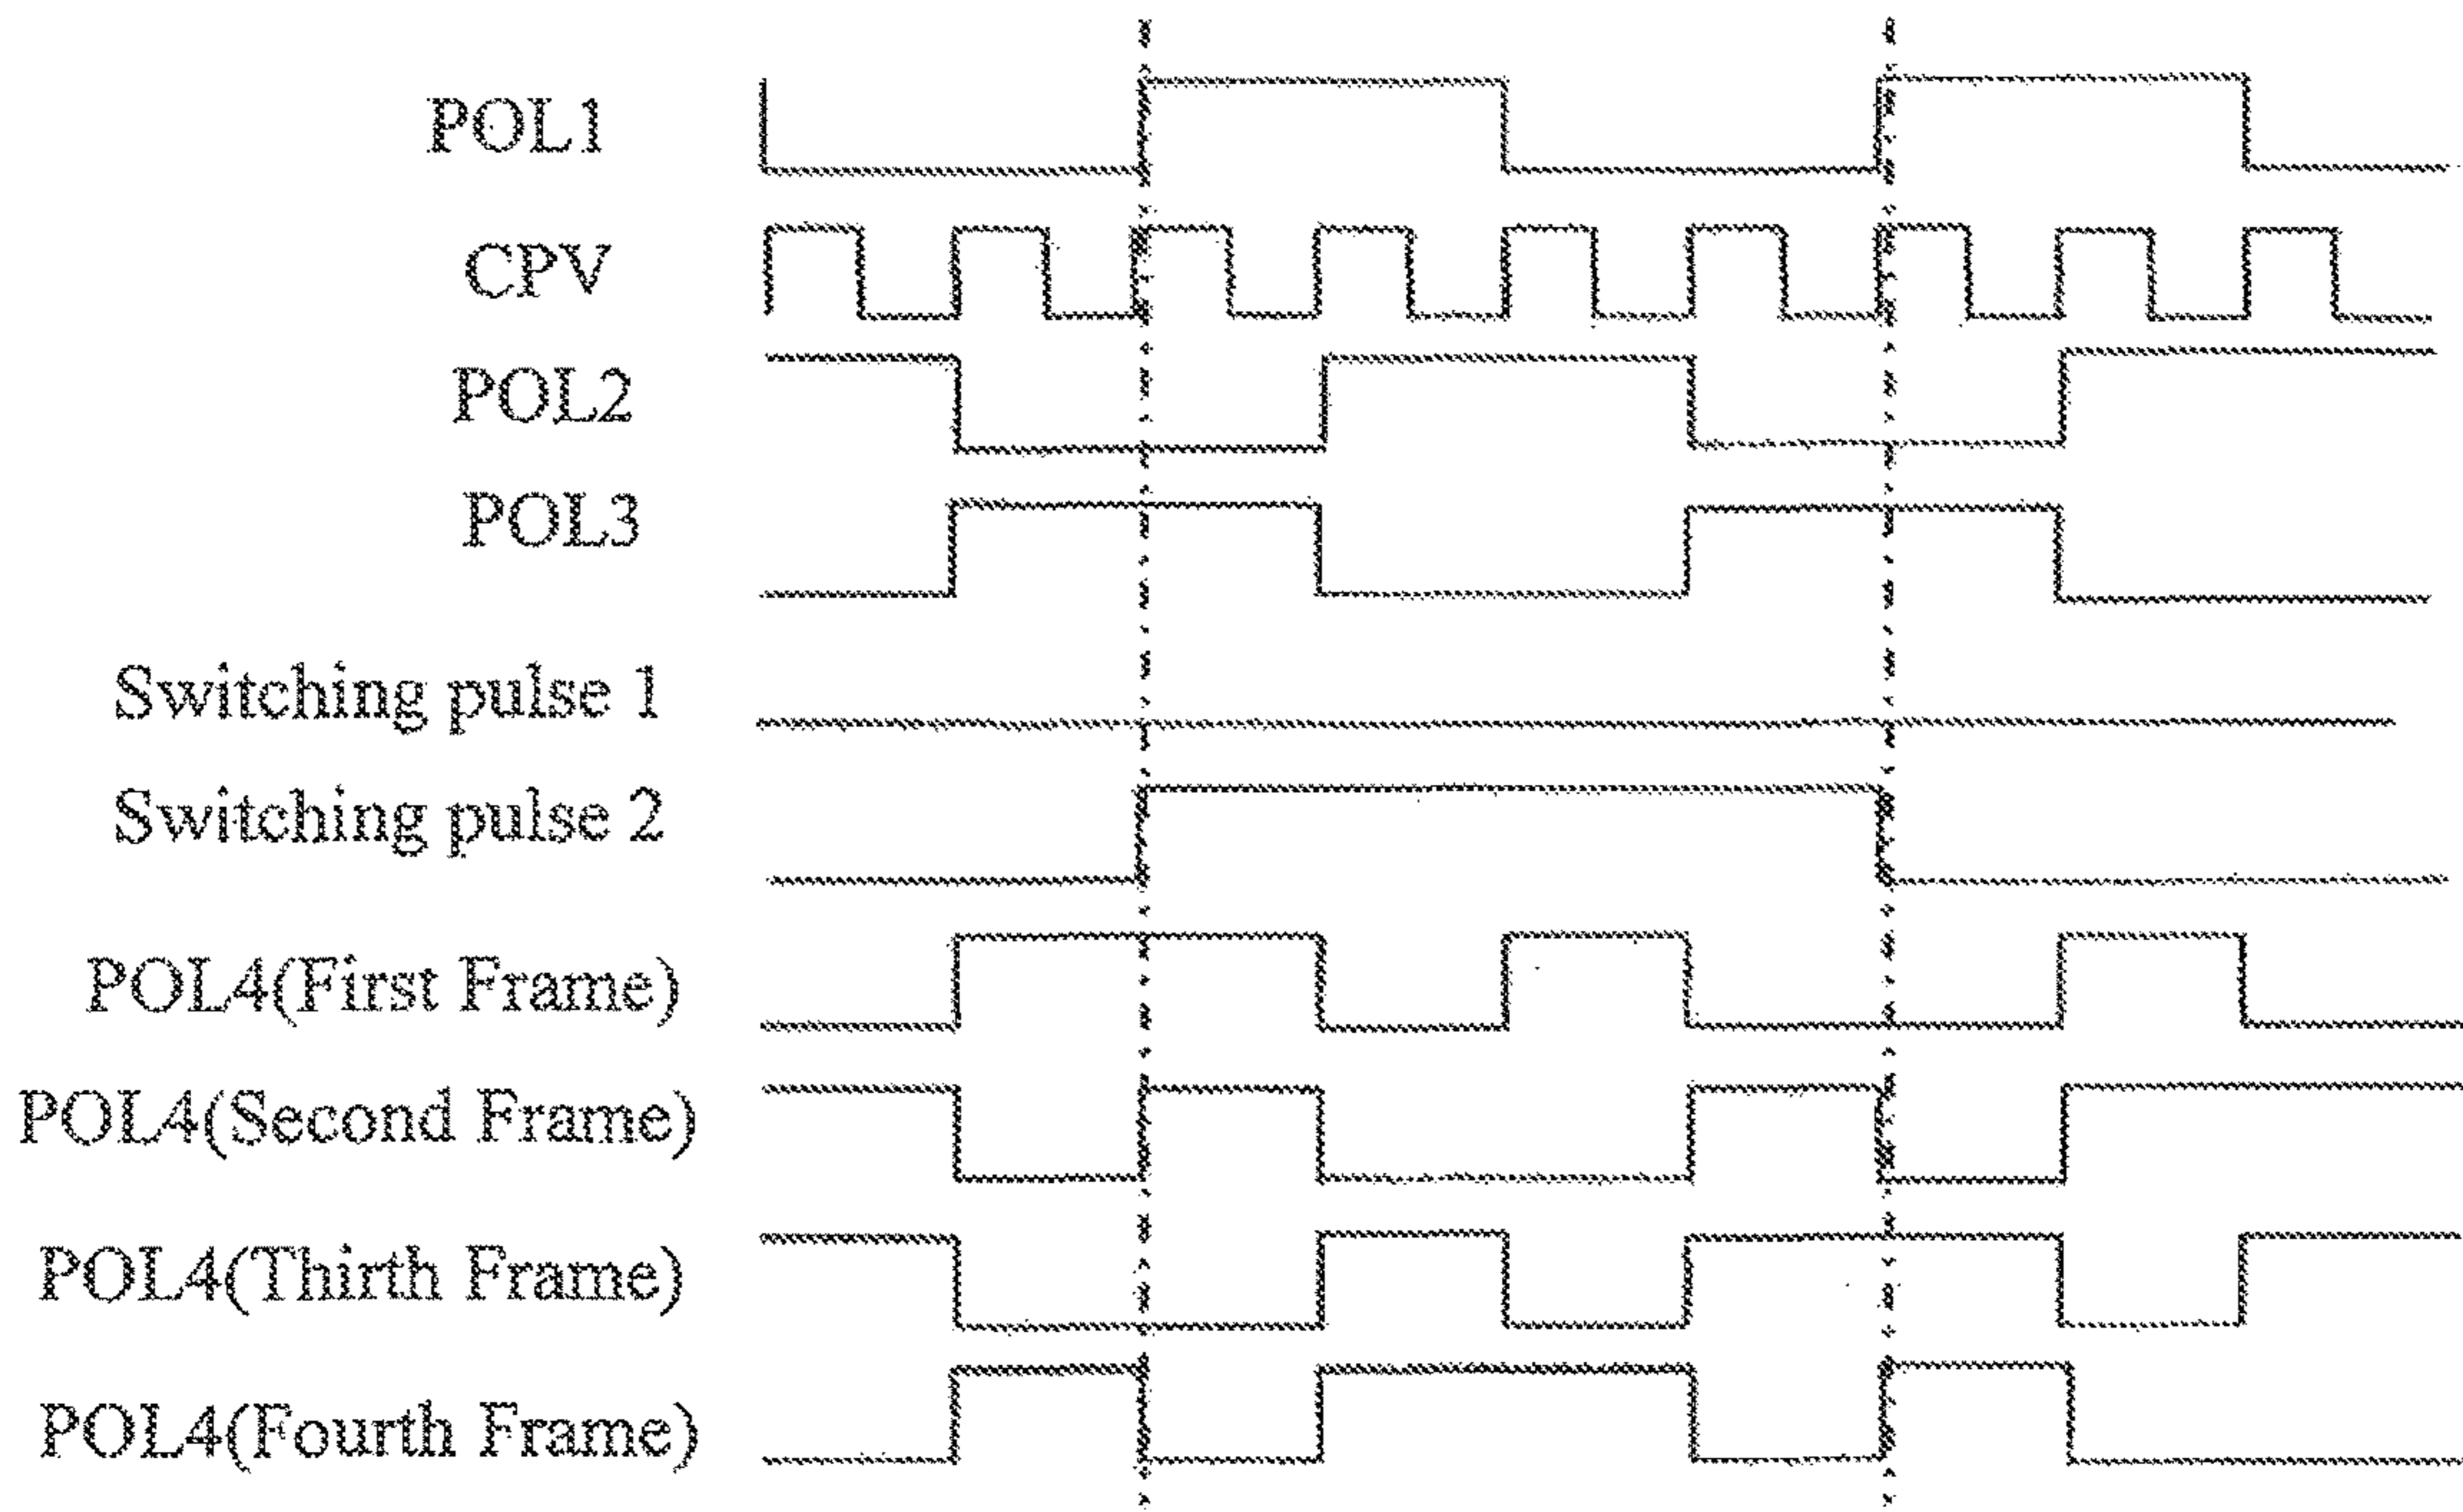 POL1
CPV
POL2
POL3
Switching pulse 1
Switching pulse 2
POL4(First Frame)
POL4(Second Frame)
POL4(Thirth Frame)
POL4(Fourth Frame)